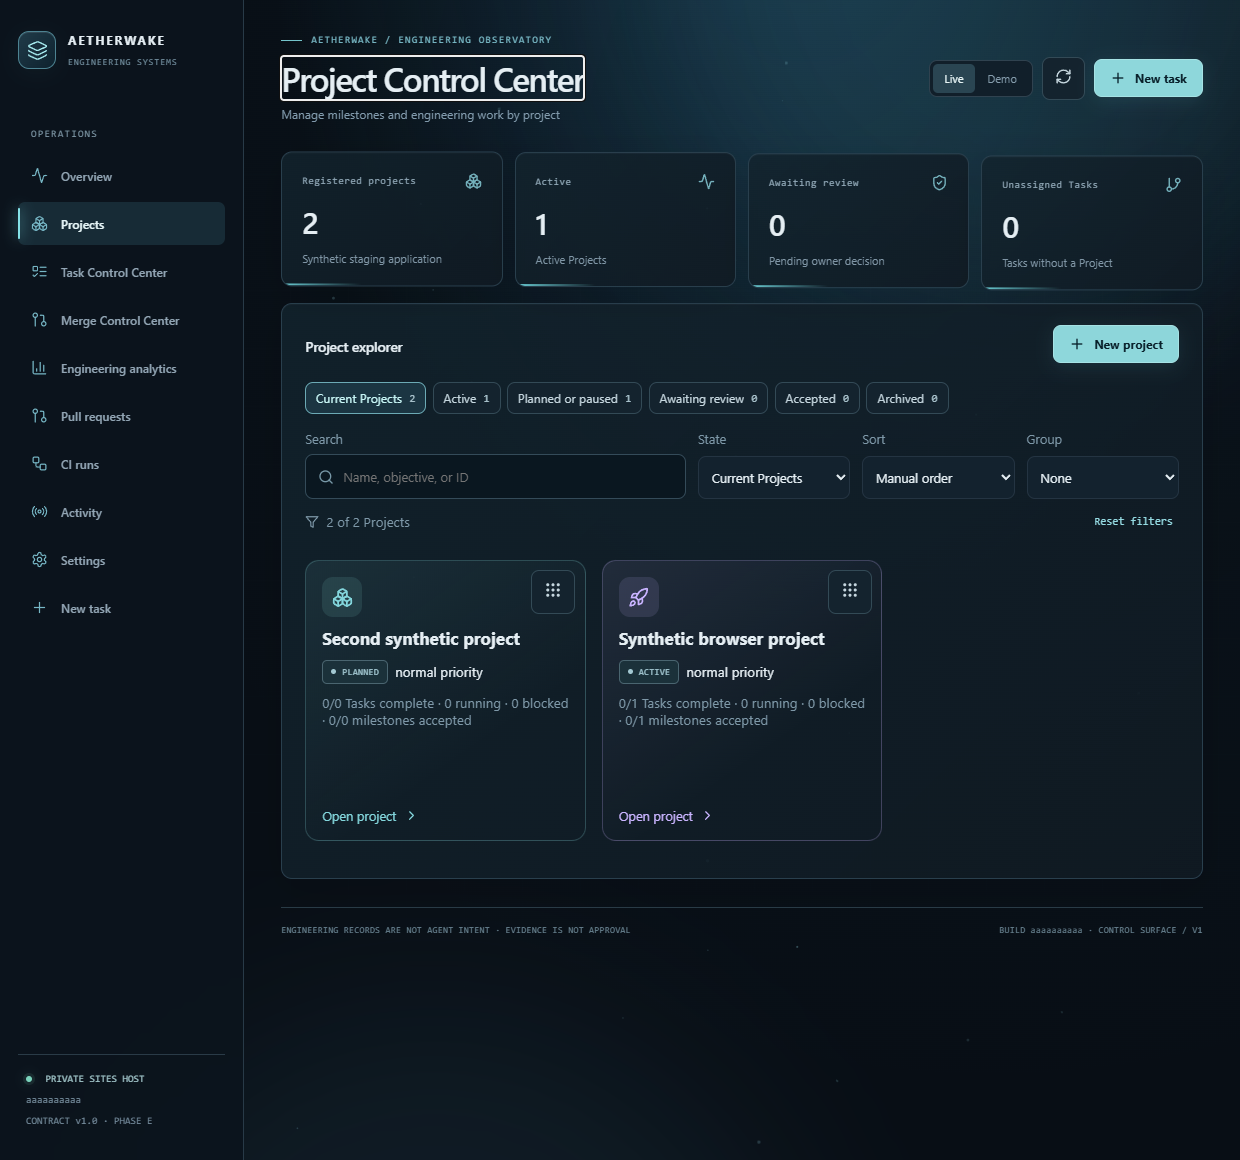 AETHERWAKE
ENGINEERING SYSTEMS
OPERATIONS
Overview
Projects
Task Control Center
Merge Control Center
Engineering analytics
Pull requests
CI runs
Activity
Settings
New task
PRIVATE SITES HOST
aaaaaaaaaa
CONTRACT v1.0 · PHASE E
AETHERWAKE / ENGINEERING OBSERVATORY
Project Control Center
Manage milestones and engineering work by project
Live Demo
New task
Registered projects
2
Synthetic staging application
Active
1
Active Projects
Awaiting review
0
Pending owner decision
Unassigned Tasks
0
Tasks without a Project
Project explorer
New project
Current Projects 2 Active 1 Planned or paused 1 Awaiting review 0 Accepted 0 Archived 0
Search State Sort Group
Name, objective, or ID Current Projects Manual order None
2 of 2 Projects
Reset filters
Second synthetic project
PLANNED normal priority
0/0 Tasks complete · 0 running · 0 blocked
· 0/0 milestones accepted
Open project
Synthetic browser project
ACTIVE normal priority
0/1 Tasks complete · 0 running · 0 blocked
· 0/1 milestones accepted
Open project
ENGINEERING RECORDS ARE NOT AGENT INTENT · EVIDENCE IS NOT APPROVAL
BUILD aaaaaaaaaa · CONTROL SURFACE / V1